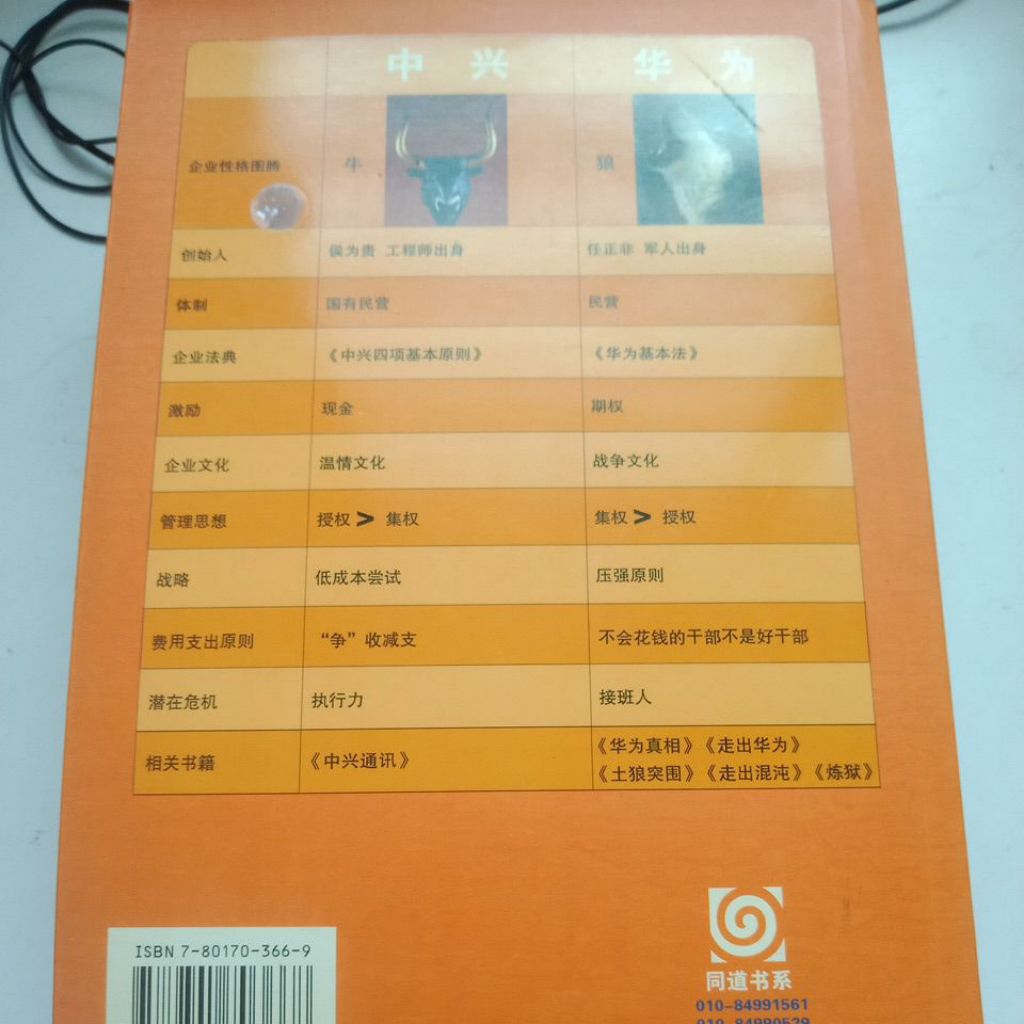 中兴 华为
企业性格图腾 牛 狼
创始人 侯为贵 工程师出身 任正非 军人出身
体制 国有民营 民营
企业法典 《中兴四项基本原则》 《华为基本法》
激励 现金 期权
企业文化 温情文化 战争文化
管理思想 授权 > 集权 集权 > 授权
战略 低成本尝试 压强原则
费用支出原则 “争”收减支 不会花钱的干部不是好干部
潜在危机 执行力 接班人
相关书籍 《中兴通讯》 《华为真相》《走出华为》
《土狼突围》《走出混沌》《炼狱》
ISBN 7-80170-366-9
同道书系
010-84991561